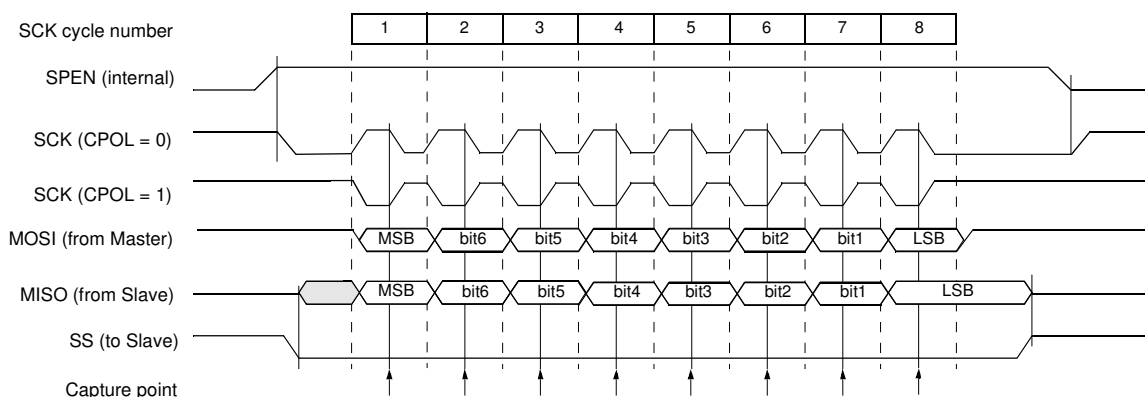 SCK cycle number 1 2 3 4 5 6 7 8
SPEN (internal)
SCK (CPOL = 0)
SCK (CPOL = 1)
MOSI (from Master) MSB bit6 bit5 bit4 bit3 bit2 bit1 LSB
MISO (from Slave) MSB bit6 bit5 bit4 bit3 bit2 bit1 LSB
SS (to Slave)
Capture point